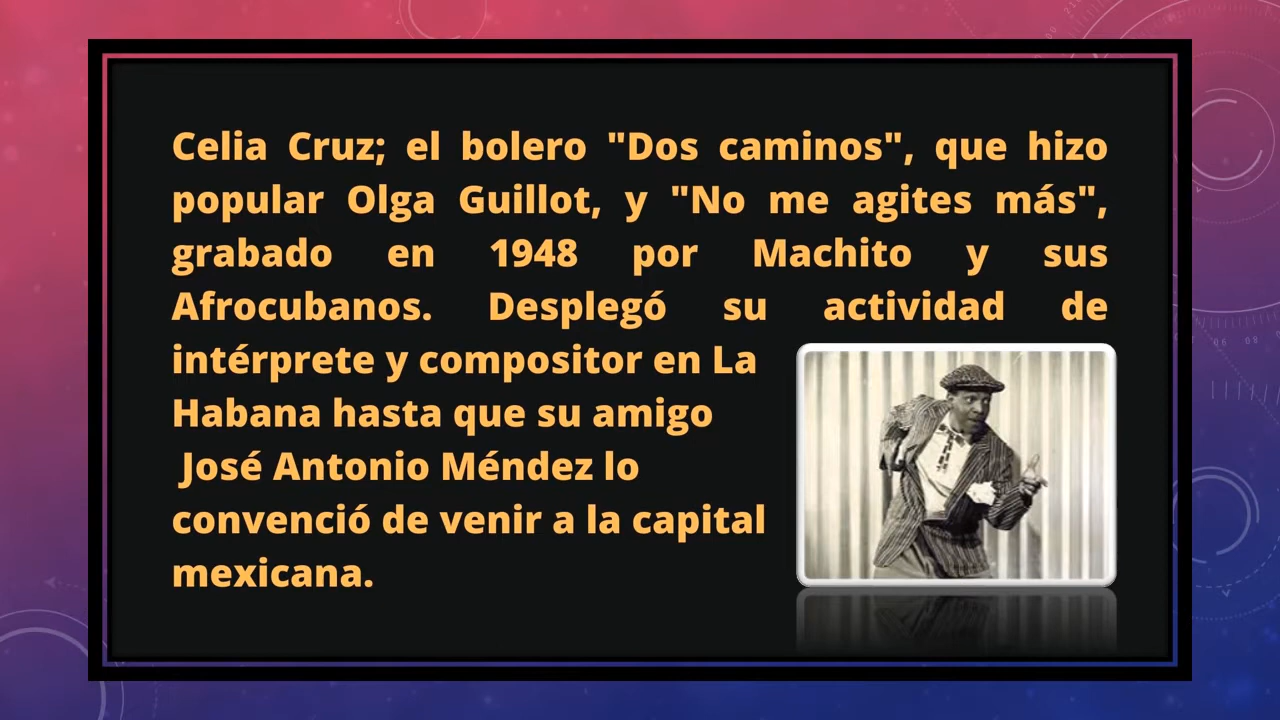 Celia Cruz; el bolero "Dos caminos", que hizo
popular Olga Guillot, y "No me agites más",
grabado en 1948 por Machito y sus
Afrocubanos. Desplegó su actividad de
intérprete y compositor en La
Habana hasta que su amigo
José Antonio Méndez lo
convenció de venir a la capital
mexicana.